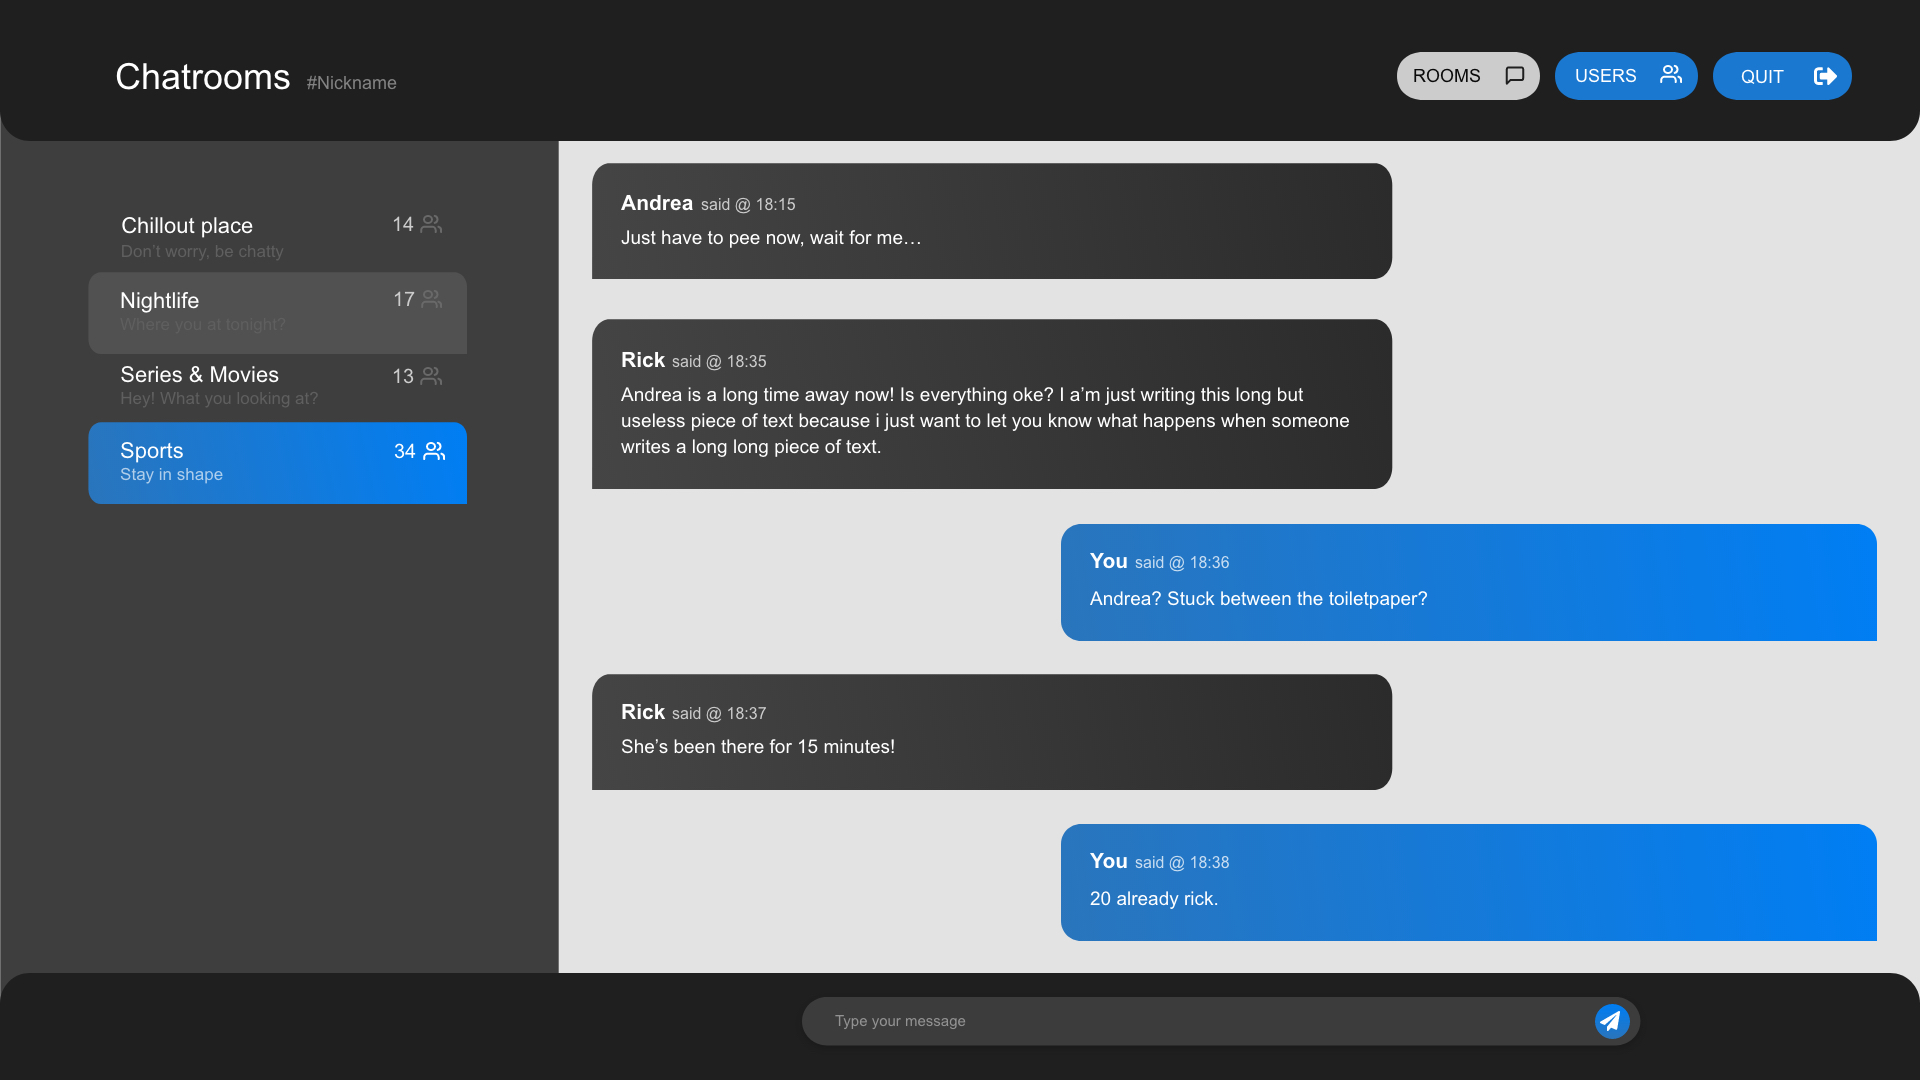 Chatrooms #Nickname
ROOMS
USERS
QUIT
Chillout place 14
Don’t worry, be chatty
Nightlife 17
Where you at tonight?
Series & Movies 13
Hey! What you looking at?
Sports 34
Stay in shape
Andrea said @ 18:15
Just have to pee now, wait for me…
Rick said @ 18:35
Andrea is a long time away now! Is everything oke? I a’m just writing this long but
useless piece of text because i just want to let you know what happens when someone
writes a long long piece of text.
You said @ 18:36
Andrea? Stuck between the toiletpaper?
Rick said @ 18:37
She’s been there for 15 minutes!
You said @ 18:38
20 already rick.
Type your message